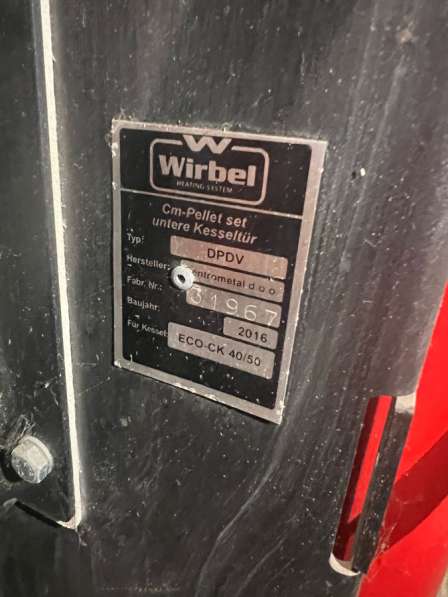 W
Wirbel
HEATING SYSTEM
Cm-Pellet set
untere Kesseltür
Typ: DPDV
Hersteller: entrometal d.o.o
Fabr. Nr.: 31967
Baujahr: 2016
Für Kessel: ECO-CK 40/50